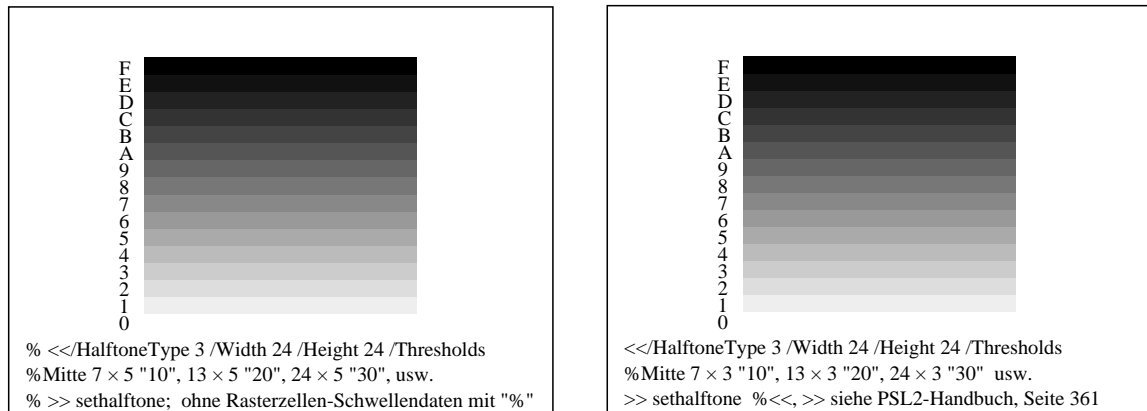 F
E
D
C
B
A
9
8
7
6
5
4
3
2
1
0
% <</HalftoneType 3 /Width 24 /Height 24 /Thresholds
%Mitte 7 × 5 "10", 13 × 5 "20", 24 × 5 "30", usw.
% >> sethalftone; ohne Rasterzellen-Schwellendaten mit "%"
F
E
D
C
B
A
9
8
7
6
5
4
3
2
1
0
<</HalftoneType 3 /Width 24 /Height 24 /Thresholds
%Mitte 7 × 3 "10", 13 × 3 "20", 24 × 3 "30" usw.
>> sethalftone %<<, >> siehe PSL2-Handbuch, Seite 361